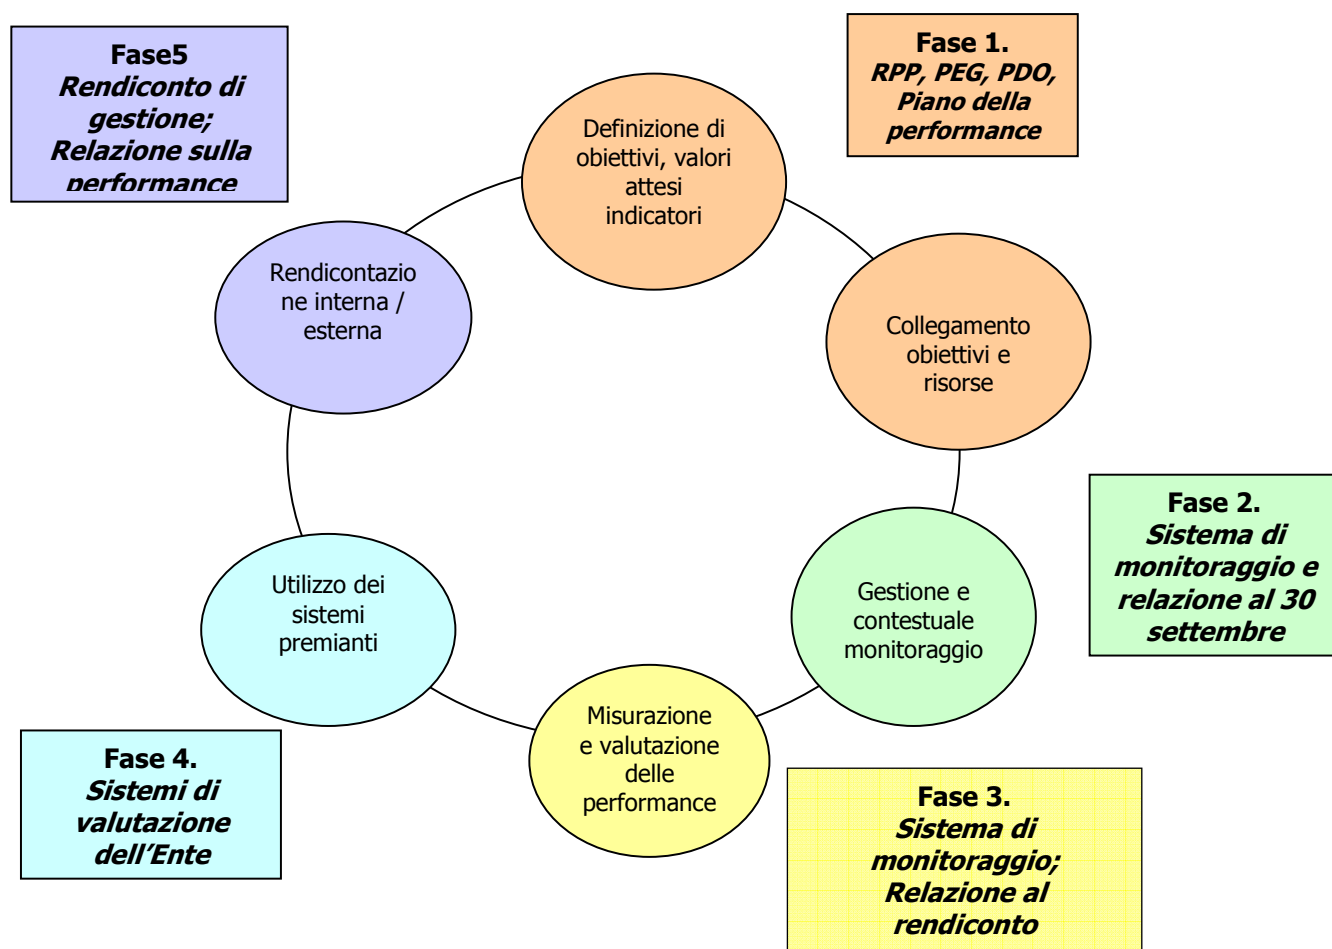 Fase5
Rendiconto di
gestione;
Relazione sulla
performance
Fase 1.
RPP, PEG, PDO,
Piano della
performance
Definizione di
obiettivi, valori
attesi
indicatori
Rendicontazio
ne interna /
esterna
Collegamento
obiettivi e
risorse
Fase 2.
Sistema di
monitoraggio e
relazione al 30
settembre
Gestione e
contestuale
monitoraggio
Utilizzo dei
sistemi
premianti
Misurazione
e valutazione
delle
performance
Fase 4.
Sistemi di
valutazione
dell’Ente
Fase 3.
Sistema di
monitoraggio;
Relazione al
rendiconto